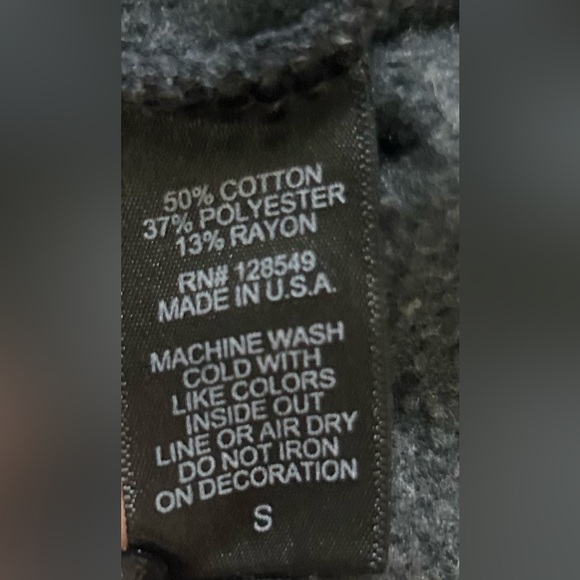 50% COTTON
37% POLYESTER
13% RAYON
RN# 128549
MADE IN U.S.A.
MACHINE WASH
COLD WITH
LIKE COLORS
INSIDE OUT
LINE OR AIR DRY
DO NOT IRON
ON DECORATION
S